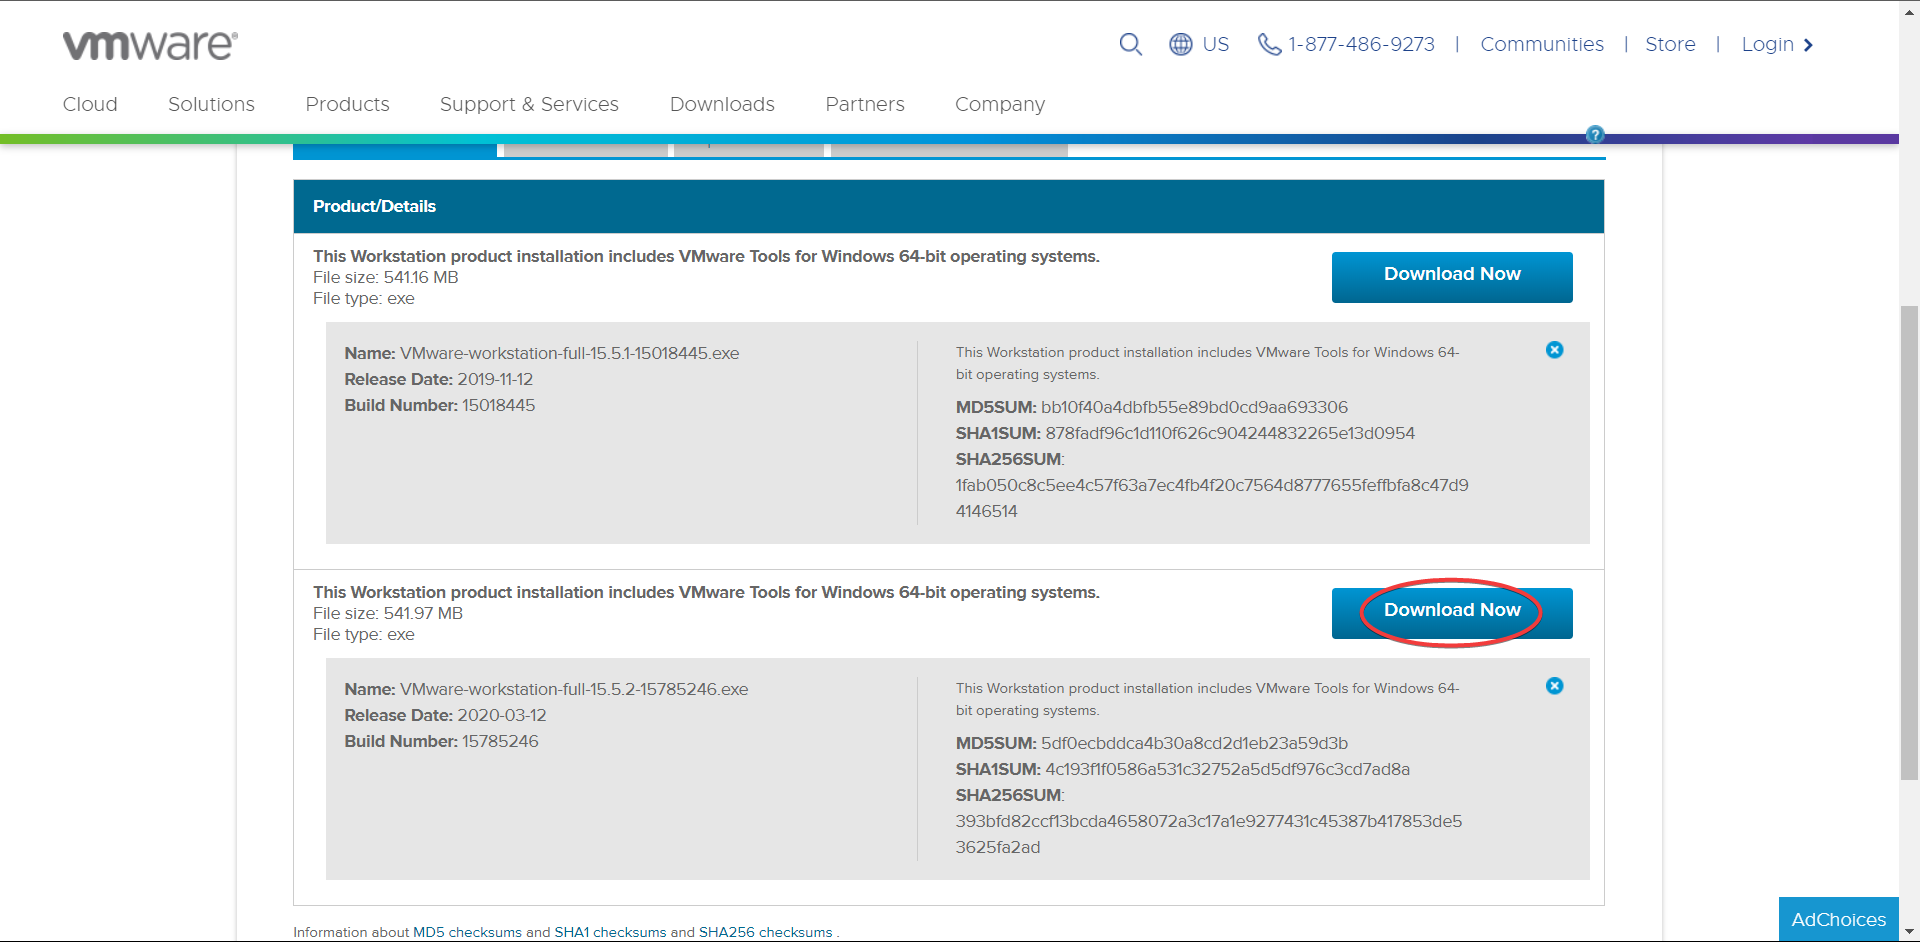 vmware®
US
1-877-486-9273 | Communities | Store | Login
Cloud Solutions Products Support & Services Downloads Partners Company
?
Product/Details
This Workstation product installation includes VMware Tools for Windows 64-bit operating systems.
File size: 541.16 MB
File type: exe
Download Now
Name: VMware-workstation-full-15.5.1-15018445.exe
Release Date: 2019-11-12
Build Number: 15018445
This Workstation product installation includes VMware Tools for Windows 64-
bit operating systems.
MD5SUM: bb10f40a4dbfb55e89bd0cd9aa693306
SHA1SUM: 878fadf96c1d110f626c904244832265e13d0954
SHA256SUM:
1fab050c8c5ee4c57f63a7ec4fb4f20c7564d8777655feffbfa8c47d9
4146514
This Workstation product installation includes VMware Tools for Windows 64-bit operating systems.
File size: 541.97 MB
File type: exe
Download Now
Name: VMware-workstation-full-15.5.2-15785246.exe
Release Date: 2020-03-12
Build Number: 15785246
This Workstation product installation includes VMware Tools for Windows 64-
bit operating systems.
MD5SUM: 5df0ecbddca4b30a8cd2d1eb23a59d3b
SHA1SUM: 4c193f1f0586a531c32752a5d5df976c3cd7ad8a
SHA256SUM:
393bfd82ccf13bcda4658072a3c17a1e9277431c45387b417853de5
3625fa2ad
Information about MD5 checksums and SHA1 checksums and SHA256 checksums .
AdChoices